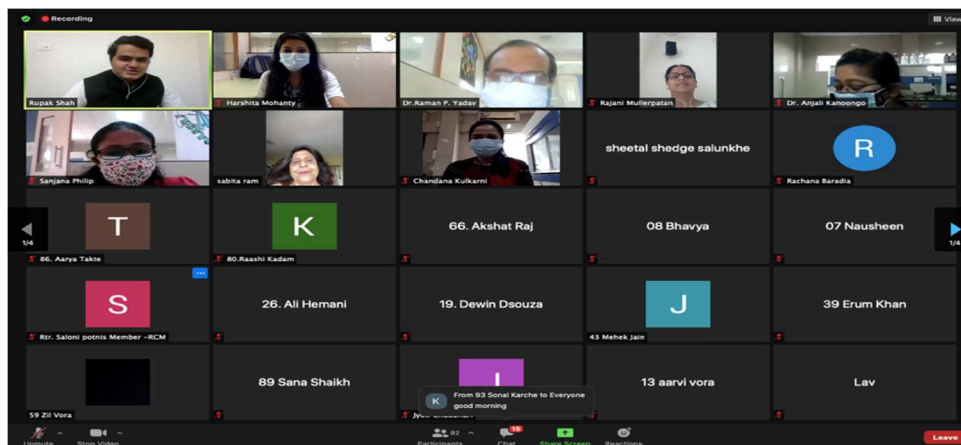 Recording
View
Rupak Shah
Harshita Mohanty
Dr.Raman P. Yadav
Rajani Mullerpatan
Dr. Anjali Kanoongo
Sanjana Philip
sabita ram
Chandana Kulkarni
sheetal shedge salunkhe
R
Rachana Baradia
1/4
T
86. Aarya Takte
K
80.Raashi Kadam
66. Akshat Raj
08 Bhavya
07 Nausheen
1/4
S
Rtr. Saloni potnis Member -RCM
26. Ali Hemani
19. Dewin Dsouza
J
43 Mehek Jain
39 Erum Khan
59 Zil Vora
89 Sana Shaikh
K
From 93 Sonal Karche to Everyone
good morning
13 aarvi vora
Lav
Unmute
Stop Video
82
Participants
15
Chat
Share Screen
Reactions
Leave